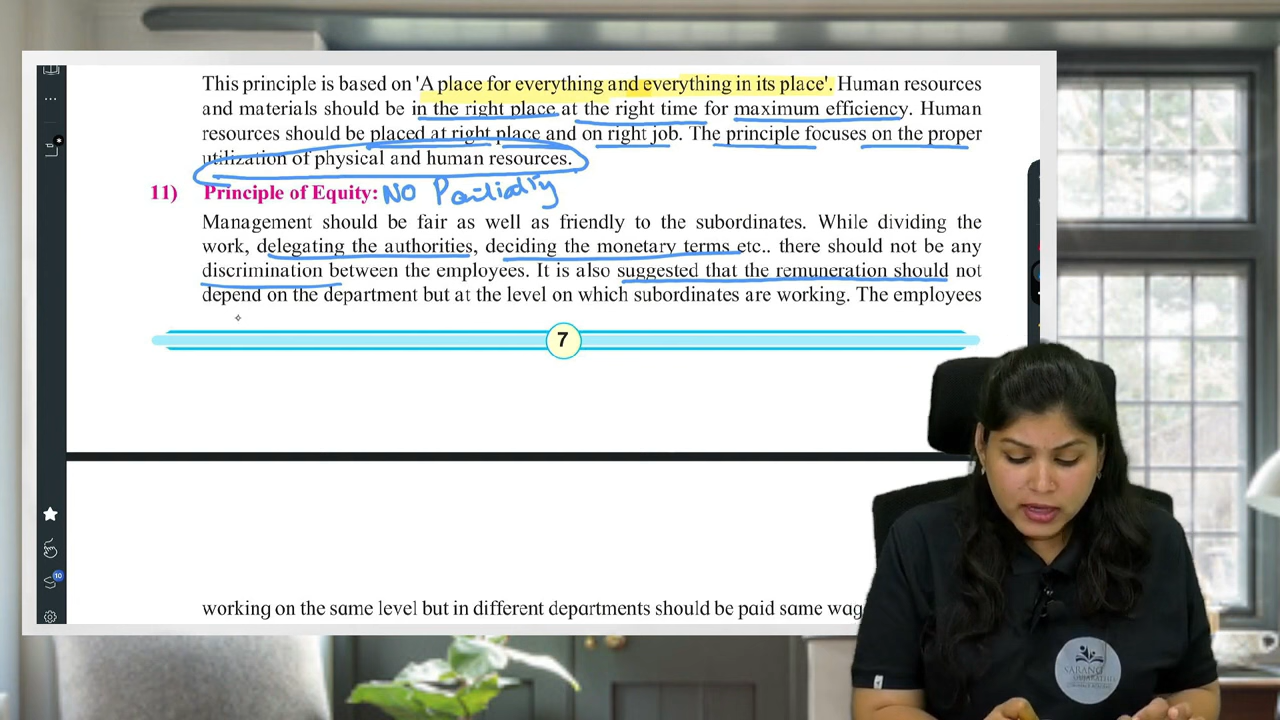 This principle is based on 'A place for everything and everything in its place'. Human resources
and materials should be in the right place at the right time for maximum efficiency. Human
resources should be placed at right place and on right job. The principle focuses on the proper
utilization of physical and human resources.
11) Principle of Equity: NO Partiality
Management should be fair as well as friendly to the subordinates. While dividing the
work, delegating the authorities, deciding the monetary terms etc.. there should not be any
discrimination between the employees. It is also suggested that the remuneration should not
depend on the department but at the level on which subordinates are working. The employees
7
working on the same level but in different departments should be paid same
10
SARANG